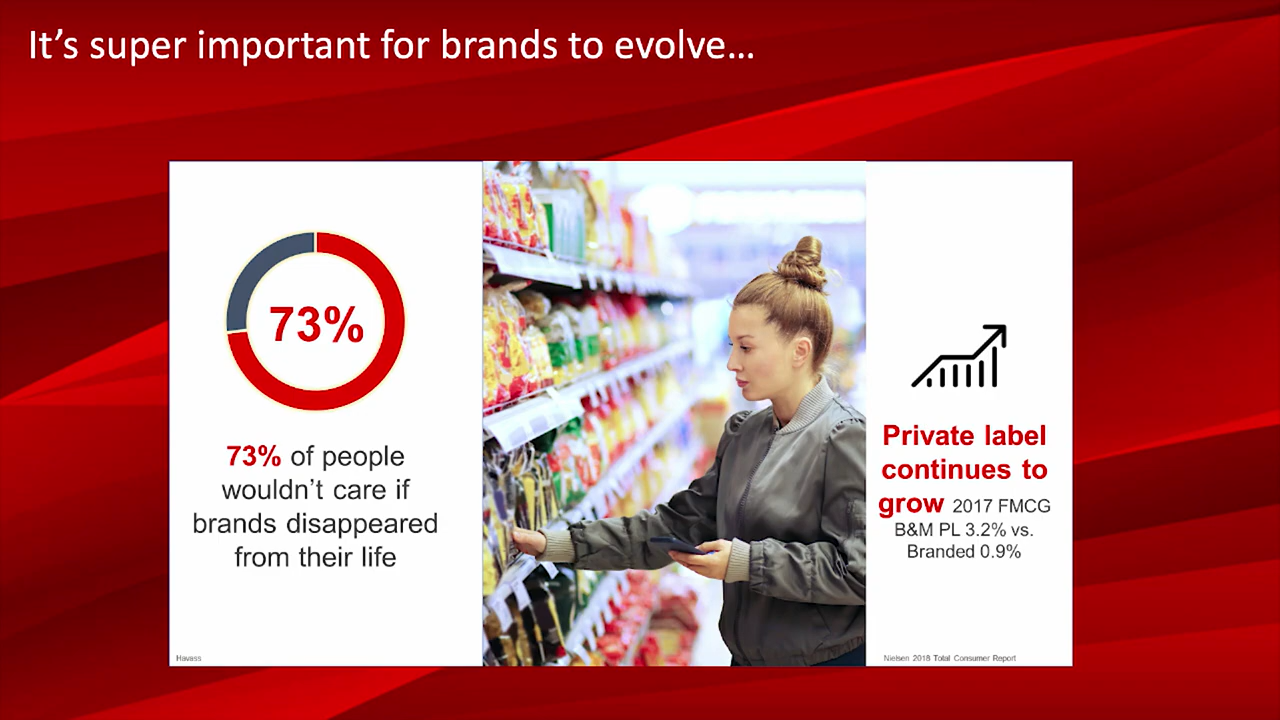 It's super important for brands to evolve...
73%
73% of people
wouldn't care if
brands disappeared
from their life
Havass
Private label
continues to
grow 2017 FMCG
B&M PL 3.2% vs.
Branded 0.9%
Nielsen 2018 Total Consumer Report